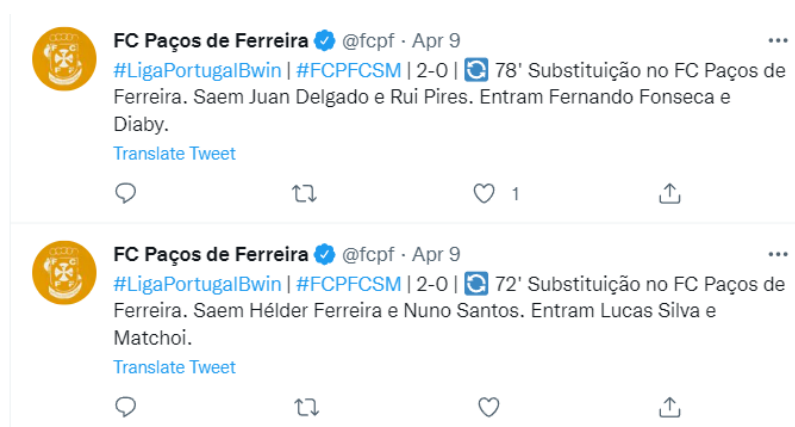 FC Paços de Ferreira @fcpf · Apr 9
#LigaPortugalBwin | #FCPFCSM | 2-0 | 🔄 78' Substituição no FC Paços de
Ferreira. Saem Juan Delgado e Rui Pires. Entram Fernando Fonseca e
Diaby.
Translate Tweet
1
FC Paços de Ferreira @fcpf · Apr 9
#LigaPortugalBwin | #FCPFCSM | 2-0 | 🔄 72' Substituição no FC Paços de
Ferreira. Saem Hélder Ferreira e Nuno Santos. Entram Lucas Silva e
Matchoi.
Translate Tweet